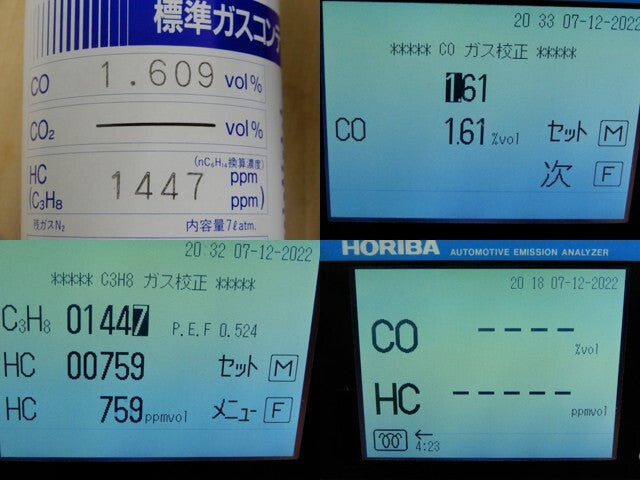 標準ガスコンテ
CO 1.609 vol%
CO₂ ——— vol%
(nC₆H₁₄換算濃度)
HC ppm
(C₃H₈ 1447 ppm)
残ガスN₂ 内容量7ℓatm.
20 33 07-12-2022
***** CO ガス校正 *****
1.61
CO 1.61 %vol セット M
次 F
20 32 07-12-2022
***** C3H8 ガス校正 *****
C₃H₈ 01447 P.E.F 0.524
HC 00759 セット M
HC 759 ppmvol メニュー F
HORIBA AUTOMOTIVE EMISSION ANALYZER
20 18 07-12-2022
CO ---- %vol
HC ----- ppmvol
← 4:23